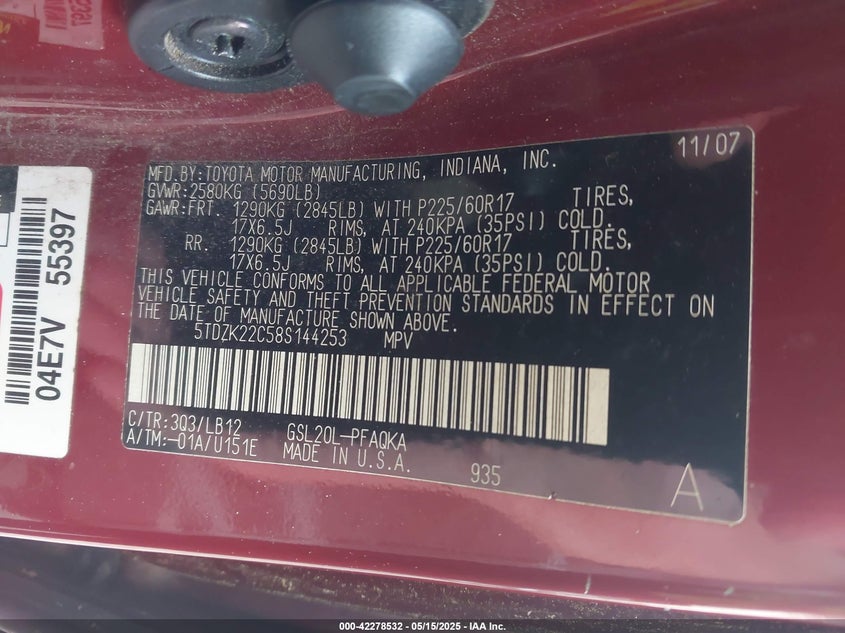 11/07
MFD.BY:TOYOTA MOTOR MANUFACTURING, INDIANA, INC.
GVWR:2580KG (5690LB)
GAWR:FRT. 1290KG (2845LB) WITH P225/60R17 TIRES,
17X6.5J RIMS, AT 240KPA (35PSI) COLD.
RR. 1290KG (2845LB) WITH P225/60R17 TIRES,
17X6.5J RIMS, AT 240KPA (35PSI) COLD.
THIS VEHICLE CONFORMS TO ALL APPLICABLE FEDERAL MOTOR
VEHICLE SAFETY AND THEFT PREVENTION STANDARDS IN EFFECT ON
THE DATE OF MANUFACTURE SHOWN ABOVE.
5TDZK22C58S144253 MPV
C/TR:3Q3/LB12 GSL20L-PFAQKA
A/TM:-01A/U151E MADE IN U.S.A.
935
A
04E7V 55397
000-42278532 - 05/15/2025 - IAA Inc.